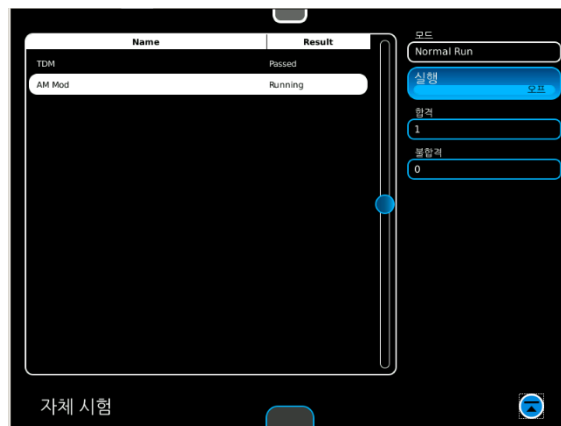 Name Result
TDM Passed
AM Mod Running
모드
Normal Run
실행
오프
합격
1
불합격
0
자체 시험